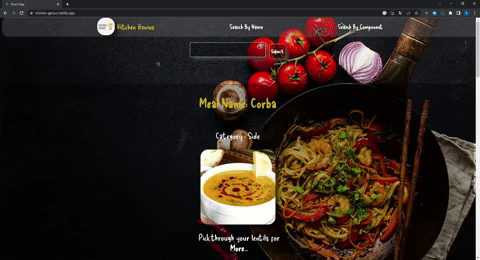 React App
kitchen-genius.netlify.app
Kitchen Genius
Search By Name
Search By Component
Submit
Meal Name: Corba
Category : Side
Pick through your lentils for
More...